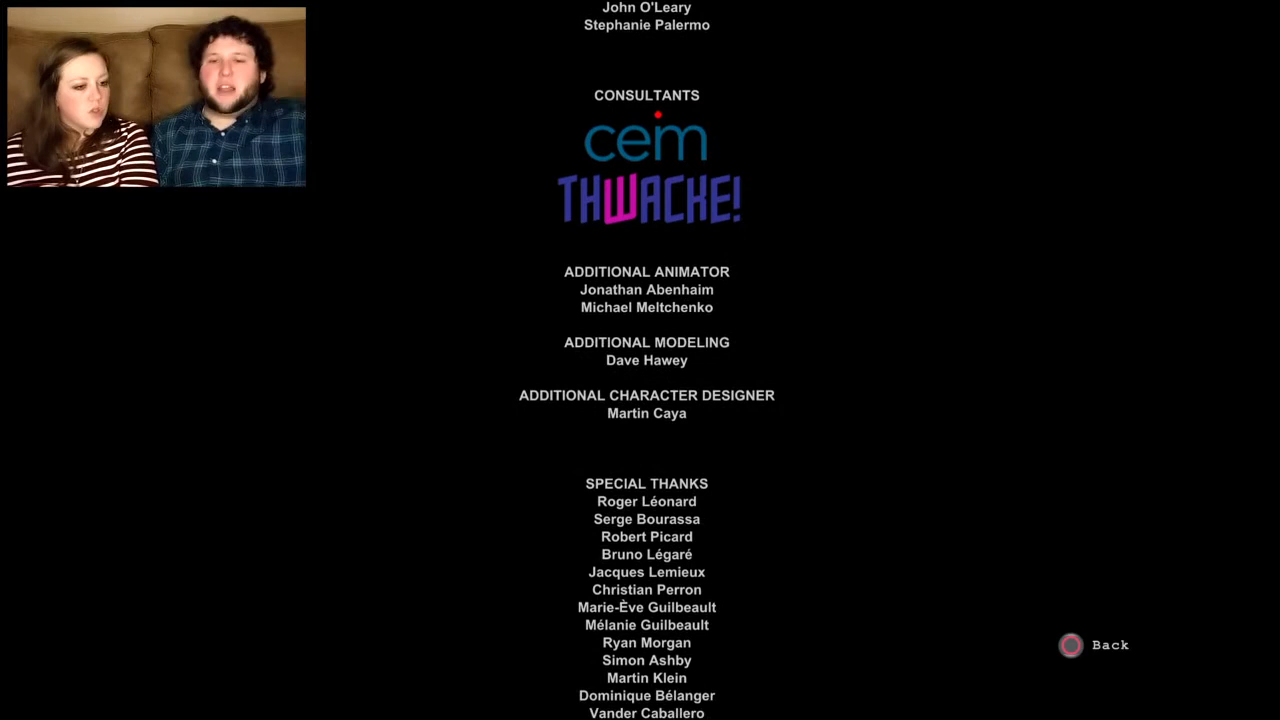 John O'Leary
Stephanie Palermo
CONSULTANTS
cem
THWACKE!
ADDITIONAL ANIMATOR
Jonathan Abenhaim
Michael Meltchenko
ADDITIONAL MODELING
Dave Hawey
ADDITIONAL CHARACTER DESIGNER
Martin Caya
SPECIAL THANKS
Roger Léonard
Serge Bourassa
Robert Picard
Bruno Légaré
Jacques Lemieux
Christian Perron
Marie-Ève Guilbeault
Mélanie Guilbeault
Ryan Morgan
Simon Ashby
Martin Klein
Dominique Bélanger
Vander Caballero
Back